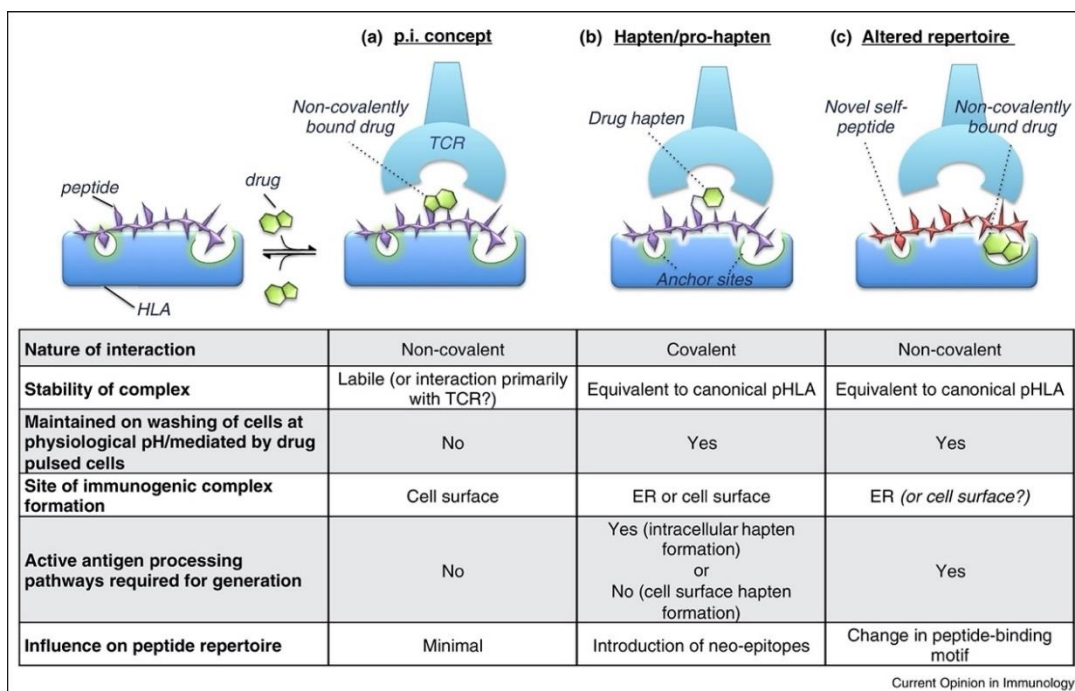 (a) p.i. concept
(b) Hapten/pro-hapten
(c) Altered repertoire
Non-covalently
bound drug
TCR
Drug hapten
Novel self-
peptide
Non-covalently
bound drug
peptide
drug
HLA
Anchor sites
Nature of interaction
Non-covalent
Covalent
Non-covalent
Stability of complex
Labile (or interaction primarily
with TCR?)
Equivalent to canonical pHLA
Equivalent to canonical pHLA
Maintained on washing of cells at
physiological pH/mediated by drug
pulsed cells
No
Yes
Yes
Site of immunogenic complex
formation
Cell surface
ER or cell surface
ER (or cell surface?)
Active antigen processing
pathways required for generation
No
Yes (intracellular hapten
formation)
or
No (cell surface hapten
formation)
Yes
Influence on peptide repertoire
Minimal
Introduction of neo-epitopes
Change in peptide-binding
motif
Current Opinion in Immunology